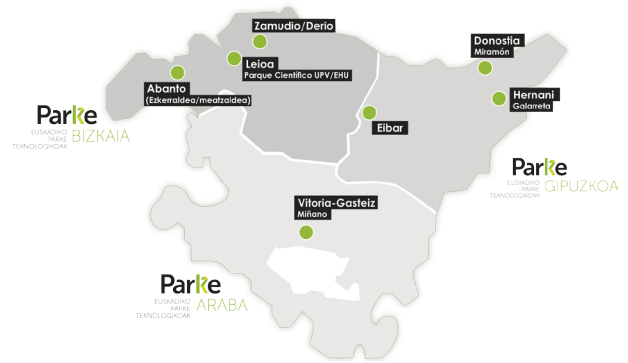 Zamudio/Derio
Leioa
Parque Científico UPV/EHU
Abanto
(Ezkerraldea/meatzaldea)
Donostia
Miramón
Hernani
Galarreta
Eibar
Parke
EUSKADIKO
PARKE
TEKNOLOGIKOAK
BIZKAIA
Parke
EUSKADIKO
PARKE
TEKNOLOGIKOAK
GIPUZKOA
Vitoria-Gasteiz
Miñano
Parke
EUSKADIKO
PARKE
TEKNOLOGIKOAK
ARABA